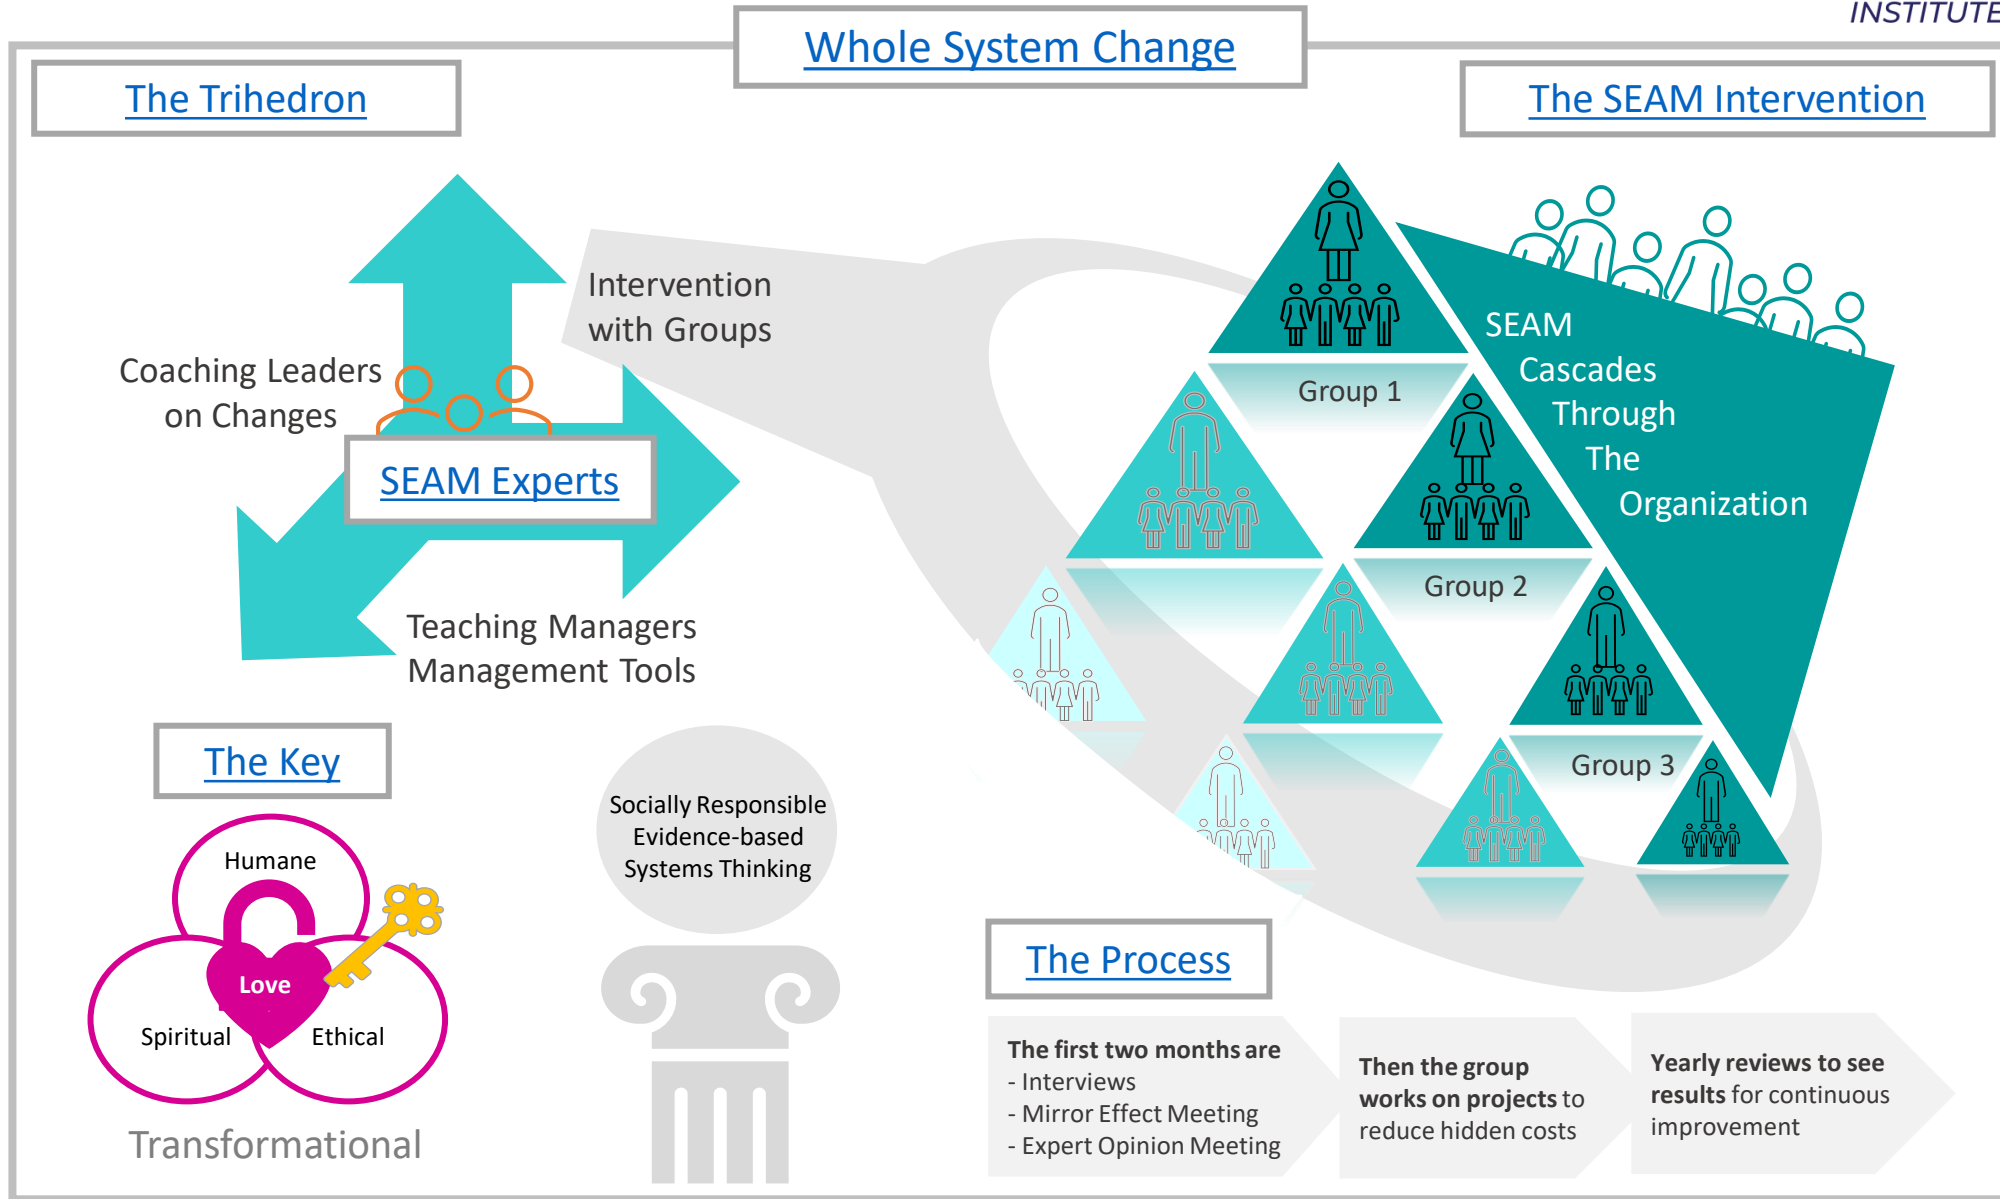 INSTITUTE
Whole System Change
The Trihedron
The SEAM Intervention
Intervention
with Groups
Coaching Leaders
on Changes
SEAM Experts
Teaching Managers
Management Tools
SEAM
Cascades
Through
The
Organization
Group 1
Group 2
Group 3
The Key
Humane
Love
Spiritual
Ethical
Transformational
Socially Responsible
Evidence-based
Systems Thinking
The Process
The first two months are
- Interviews
- Mirror Effect Meeting
- Expert Opinion Meeting
Then the group
works on projects to
reduce hidden costs
Yearly reviews to see
results for continuous
improvement